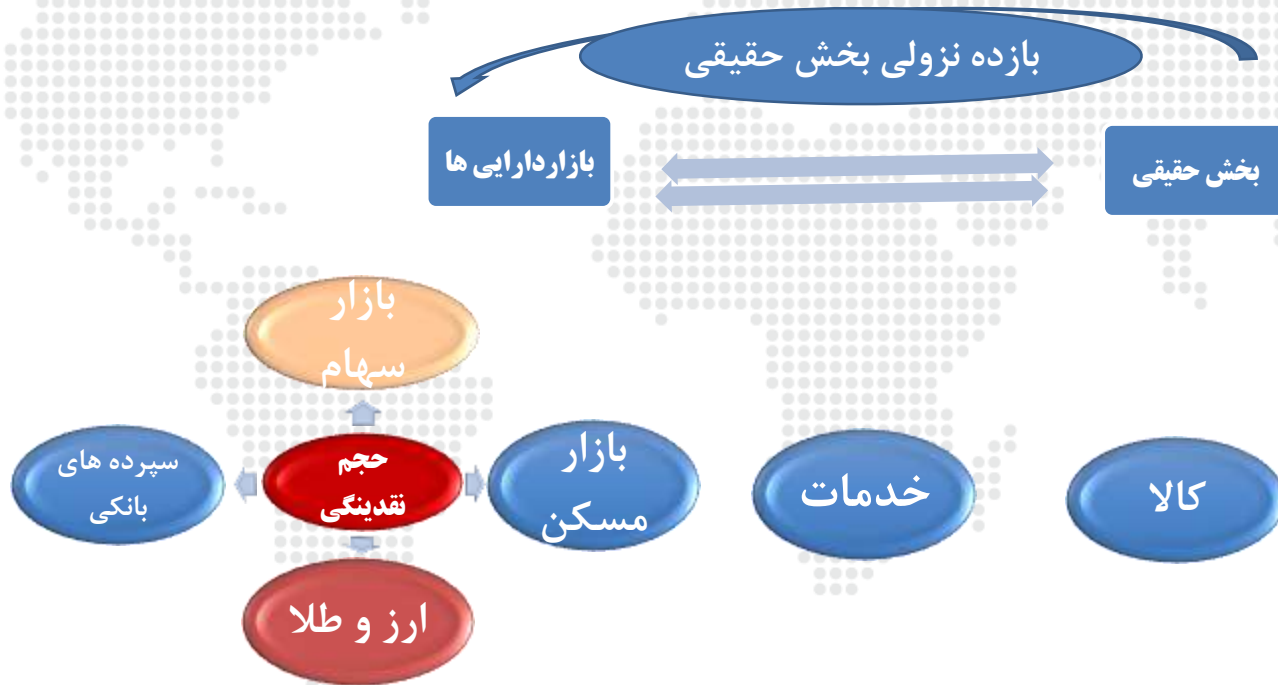 بازده نزولی بخش حقیقی
بخش حقیقی
بازاردارایی ها
بازار
سهام
کالا
خدمات
بازار
مسکن
حجم
نقدینگی
سپرده های
بانکی
ارز و طلا